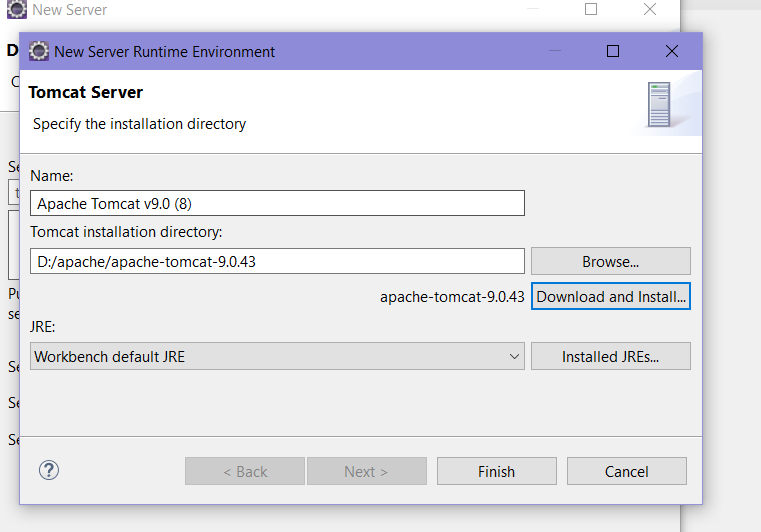 New Server
New Server Runtime Environment
Tomcat Server
Specify the installation directory
Name:
Apache Tomcat v9.0 (8)
Tomcat installation directory:
D:/apache/apache-tomcat-9.0.43
Browse...
apache-tomcat-9.0.43
Download and Install...
JRE:
Workbench default JRE
Installed JREs...
< Back
Next >
Finish
Cancel